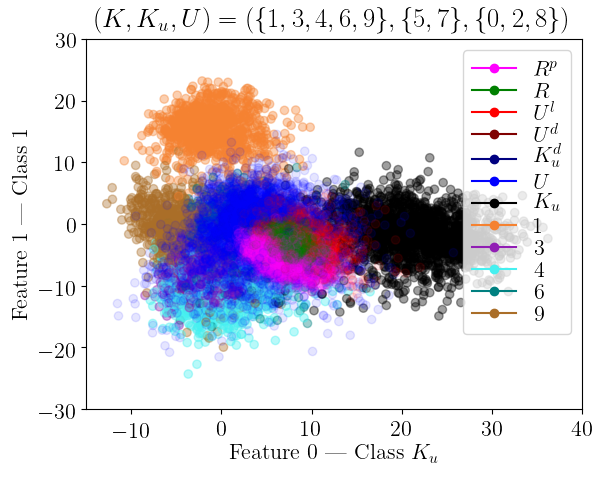 (K, K_u, U) = ({1, 3, 4, 6, 9}, {5, 7}, {0, 2, 8})
30
20
10
0
−10
−20
−30
Feature 1 — Class 1
R^p
R
U^l
U^d
K_u^d
U
K_u
1
3
4
6
9
−10
0
10
20
30
40
Feature 0 — Class K_u